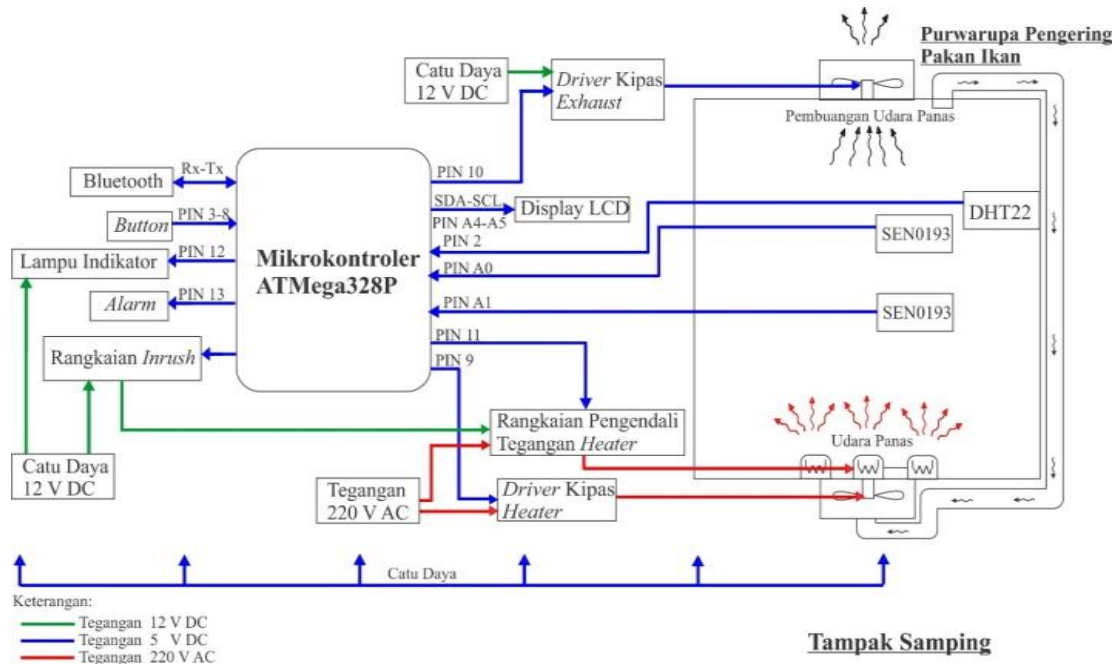 Purwarupa Pengering
Pakan Ikan
Catu Daya
12 V DC
Driver Kipas
Exhaust
Pembuangan Udara Panas
Bluetooth
Rx-Tx
Button
PIN 3-8
Lampu Indikator
PIN 12
Alarm
PIN 13
Rangkaian Inrush
Mikrokontroler
ATMega328P
PIN 10
SDA-SCL
PIN A4-A5
Display LCD
PIN 2
PIN A0
PIN A1
PIN 11
PIN 9
DHT22
SEN0193
SEN0193
Rangkaian Pengendali
Tegangan Heater
Udara Panas
Catu Daya
12 V DC
Tegangan
220 V AC
Driver Kipas
Heater
Catu Daya
Keterangan:
Tegangan 12 V DC
Tegangan 5 V DC
Tegangan 220 V AC
Tampak Samping